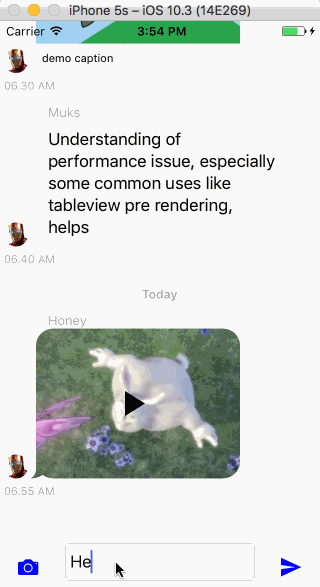 iPhone 5s – iOS 10.3 (14E269)
Carrier 3:54 PM
demo caption
06.30 AM
Muks
Understanding of
performance issue, especially
some common uses like
tableview pre rendering,
helps
06.40 AM
Today
Honey
06.55 AM
He